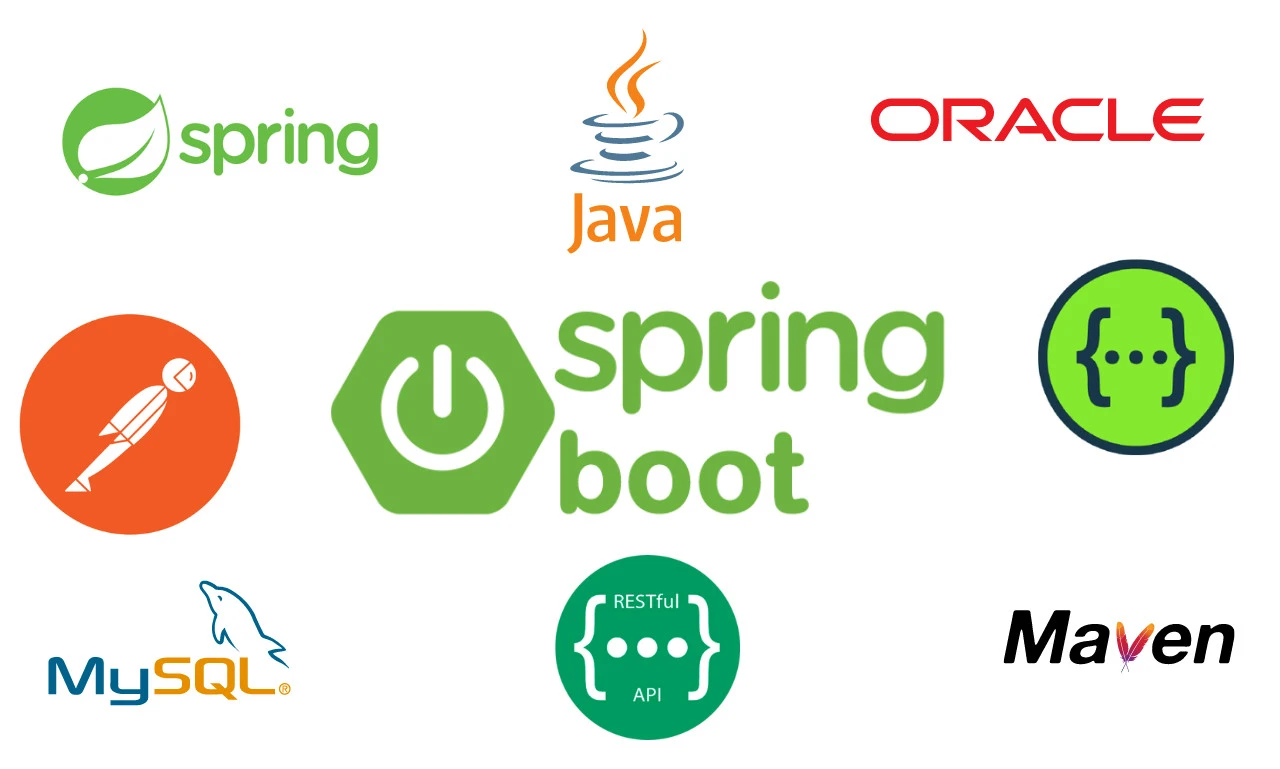 spring
Java
ORACLE
spring
boot
{...}
MySQL®
RESTful
{...}
API
Maven